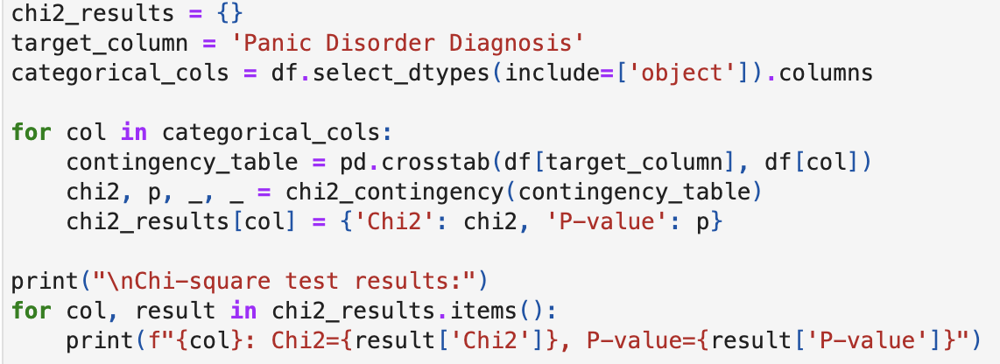 chi2_results = {}
target_column = 'Panic Disorder Diagnosis'
categorical_cols = df.select_dtypes(include=['object']).columns

for col in categorical_cols:
    contingency_table = pd.crosstab(df[target_column], df[col])
    chi2, p, _, _ = chi2_contingency(contingency_table)
    chi2_results[col] = {'Chi2': chi2, 'P-value': p}

print("\nChi-square test results:")
for col, result in chi2_results.items():
    print(f"{col}: Chi2={result['Chi2']}, P-value={result['P-value']}")